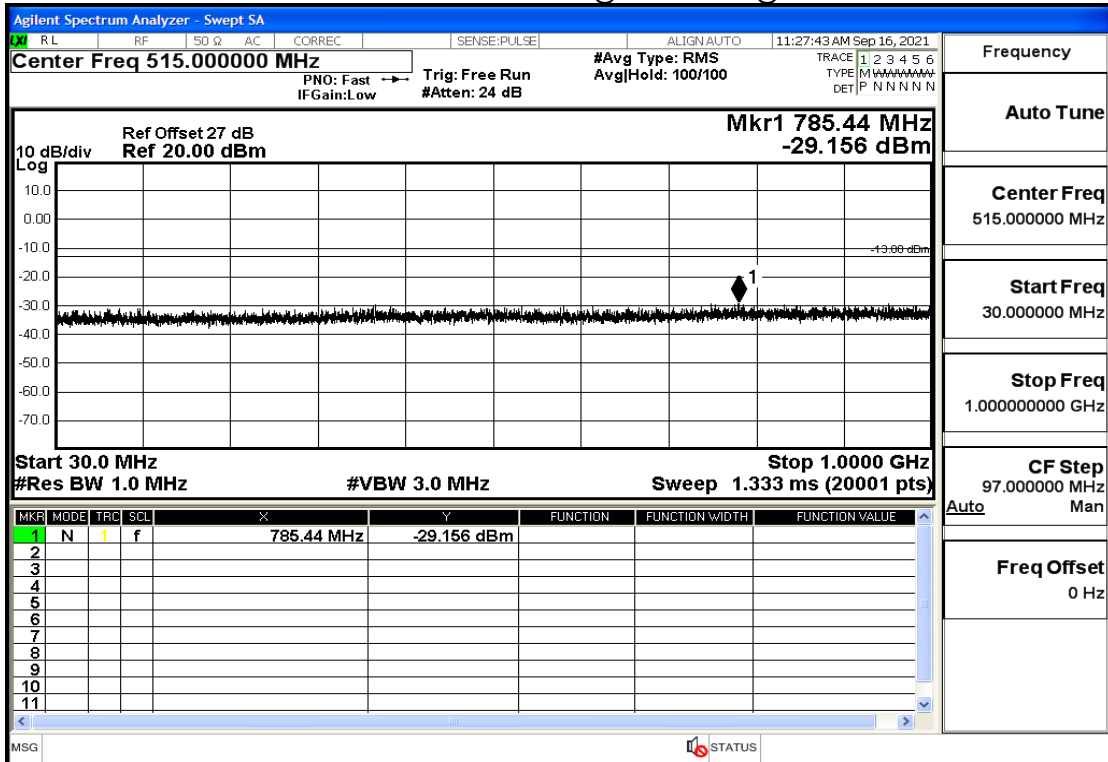 Agilent Spectrum Analyzer - Swept SA
LXI RL RF 50 Ω AC CORREC SENSE:PULSE ALIGN AUTO 11:27:43 AM Sep 16, 2021
Center Freq 515.000000 MHz
PNO: Fast
IFGain:Low
Trig: Free Run
#Atten: 24 dB
#Avg Type: RMS
Avg|Hold: 100/100
TRACE 1 2 3 4 5 6
TYPE M
DET P N N N N N
Ref Offset 27 dB
10 dB/div Ref 20.00 dBm
Log
Mkr1 785.44 MHz
-29.156 dBm
10.0
0.00
-10.0
-13.00 dBm
-20.0
1
-30.0
-40.0
-50.0
-60.0
-70.0
Start 30.0 MHz Stop 1.0000 GHz
#Res BW 1.0 MHz #VBW 3.0 MHz Sweep 1.333 ms (20001 pts)
MKR MODE TRC SCL X Y FUNCTION FUNCTION WIDTH FUNCTION VALUE
1 N 1 f 785.44 MHz -29.156 dBm
2
3
4
5
6
7
8
9
10
11
MSG STATUS
Frequency
Auto Tune
Center Freq
515.000000 MHz
Start Freq
30.000000 MHz
Stop Freq
1.000000000 GHz
CF Step
97.000000 MHz
Auto Man
Freq Offset
0 Hz